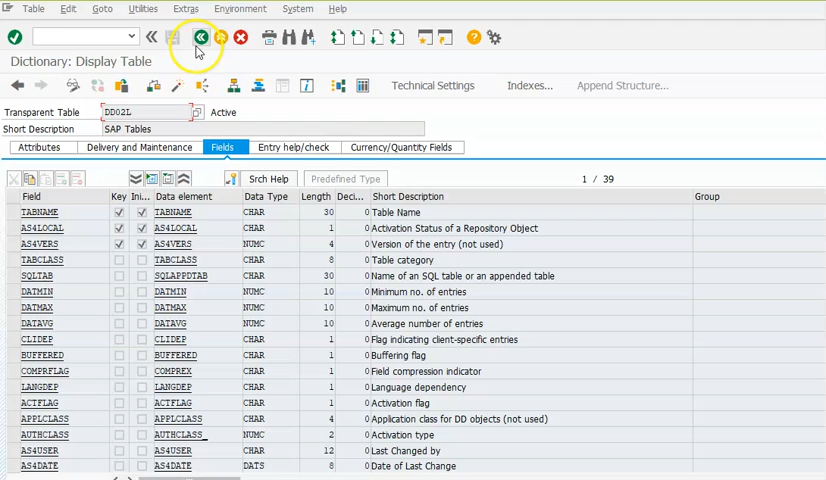 Table Edit Goto Utilities Extras Environment System Help
Dictionary: Display Table
Technical Settings Indexes... Append Structure...
Transparent Table DD02L Active
Short Description SAP Tables
Attributes Delivery and Maintenance Fields Entry help/check Currency/Quantity Fields
Srch Help Predefined Type 1 / 39
Field Key Ini... Data element Data Type Length Deci... Short Description Group
TABNAME TABNAME CHAR 30 0 Table Name
AS4LOCAL AS4LOCAL CHAR 1 0 Activation Status of a Repository Object
AS4VERS AS4VERS NUMC 4 0 Version of the entry (not used)
TABCLASS TABCLASS CHAR 8 0 Table category
SQLTAB SQLAPPDTAB CHAR 30 0 Name of an SQL table or an appended table
DATMIN DATMIN NUMC 10 0 Minimum no. of entries
DATMAX DATMAX NUMC 10 0 Maximum no. of entries
DATAVG DATAVG NUMC 10 0 Average number of entries
CLIDEP CLIDEP CHAR 1 0 Flag indicating client-specific entries
BUFFERED BUFFERED CHAR 1 0 Buffering flag
COMPRFLAG COMPREX CHAR 1 0 Field compression indicator
LANGDEP LANGDEP CHAR 1 0 Language dependency
ACTFLAG ACTFLAG CHAR 1 0 Activation flag
APPLCLASS APPLCLASS CHAR 4 0 Application class for DD objects (not used)
AUTHCLASS AUTHCLASS_ NUMC 2 0 Activation type
AS4USER AS4USER CHAR 12 0 Last Changed by
AS4DATE AS4DATE DATS 8 0 Date of Last Change